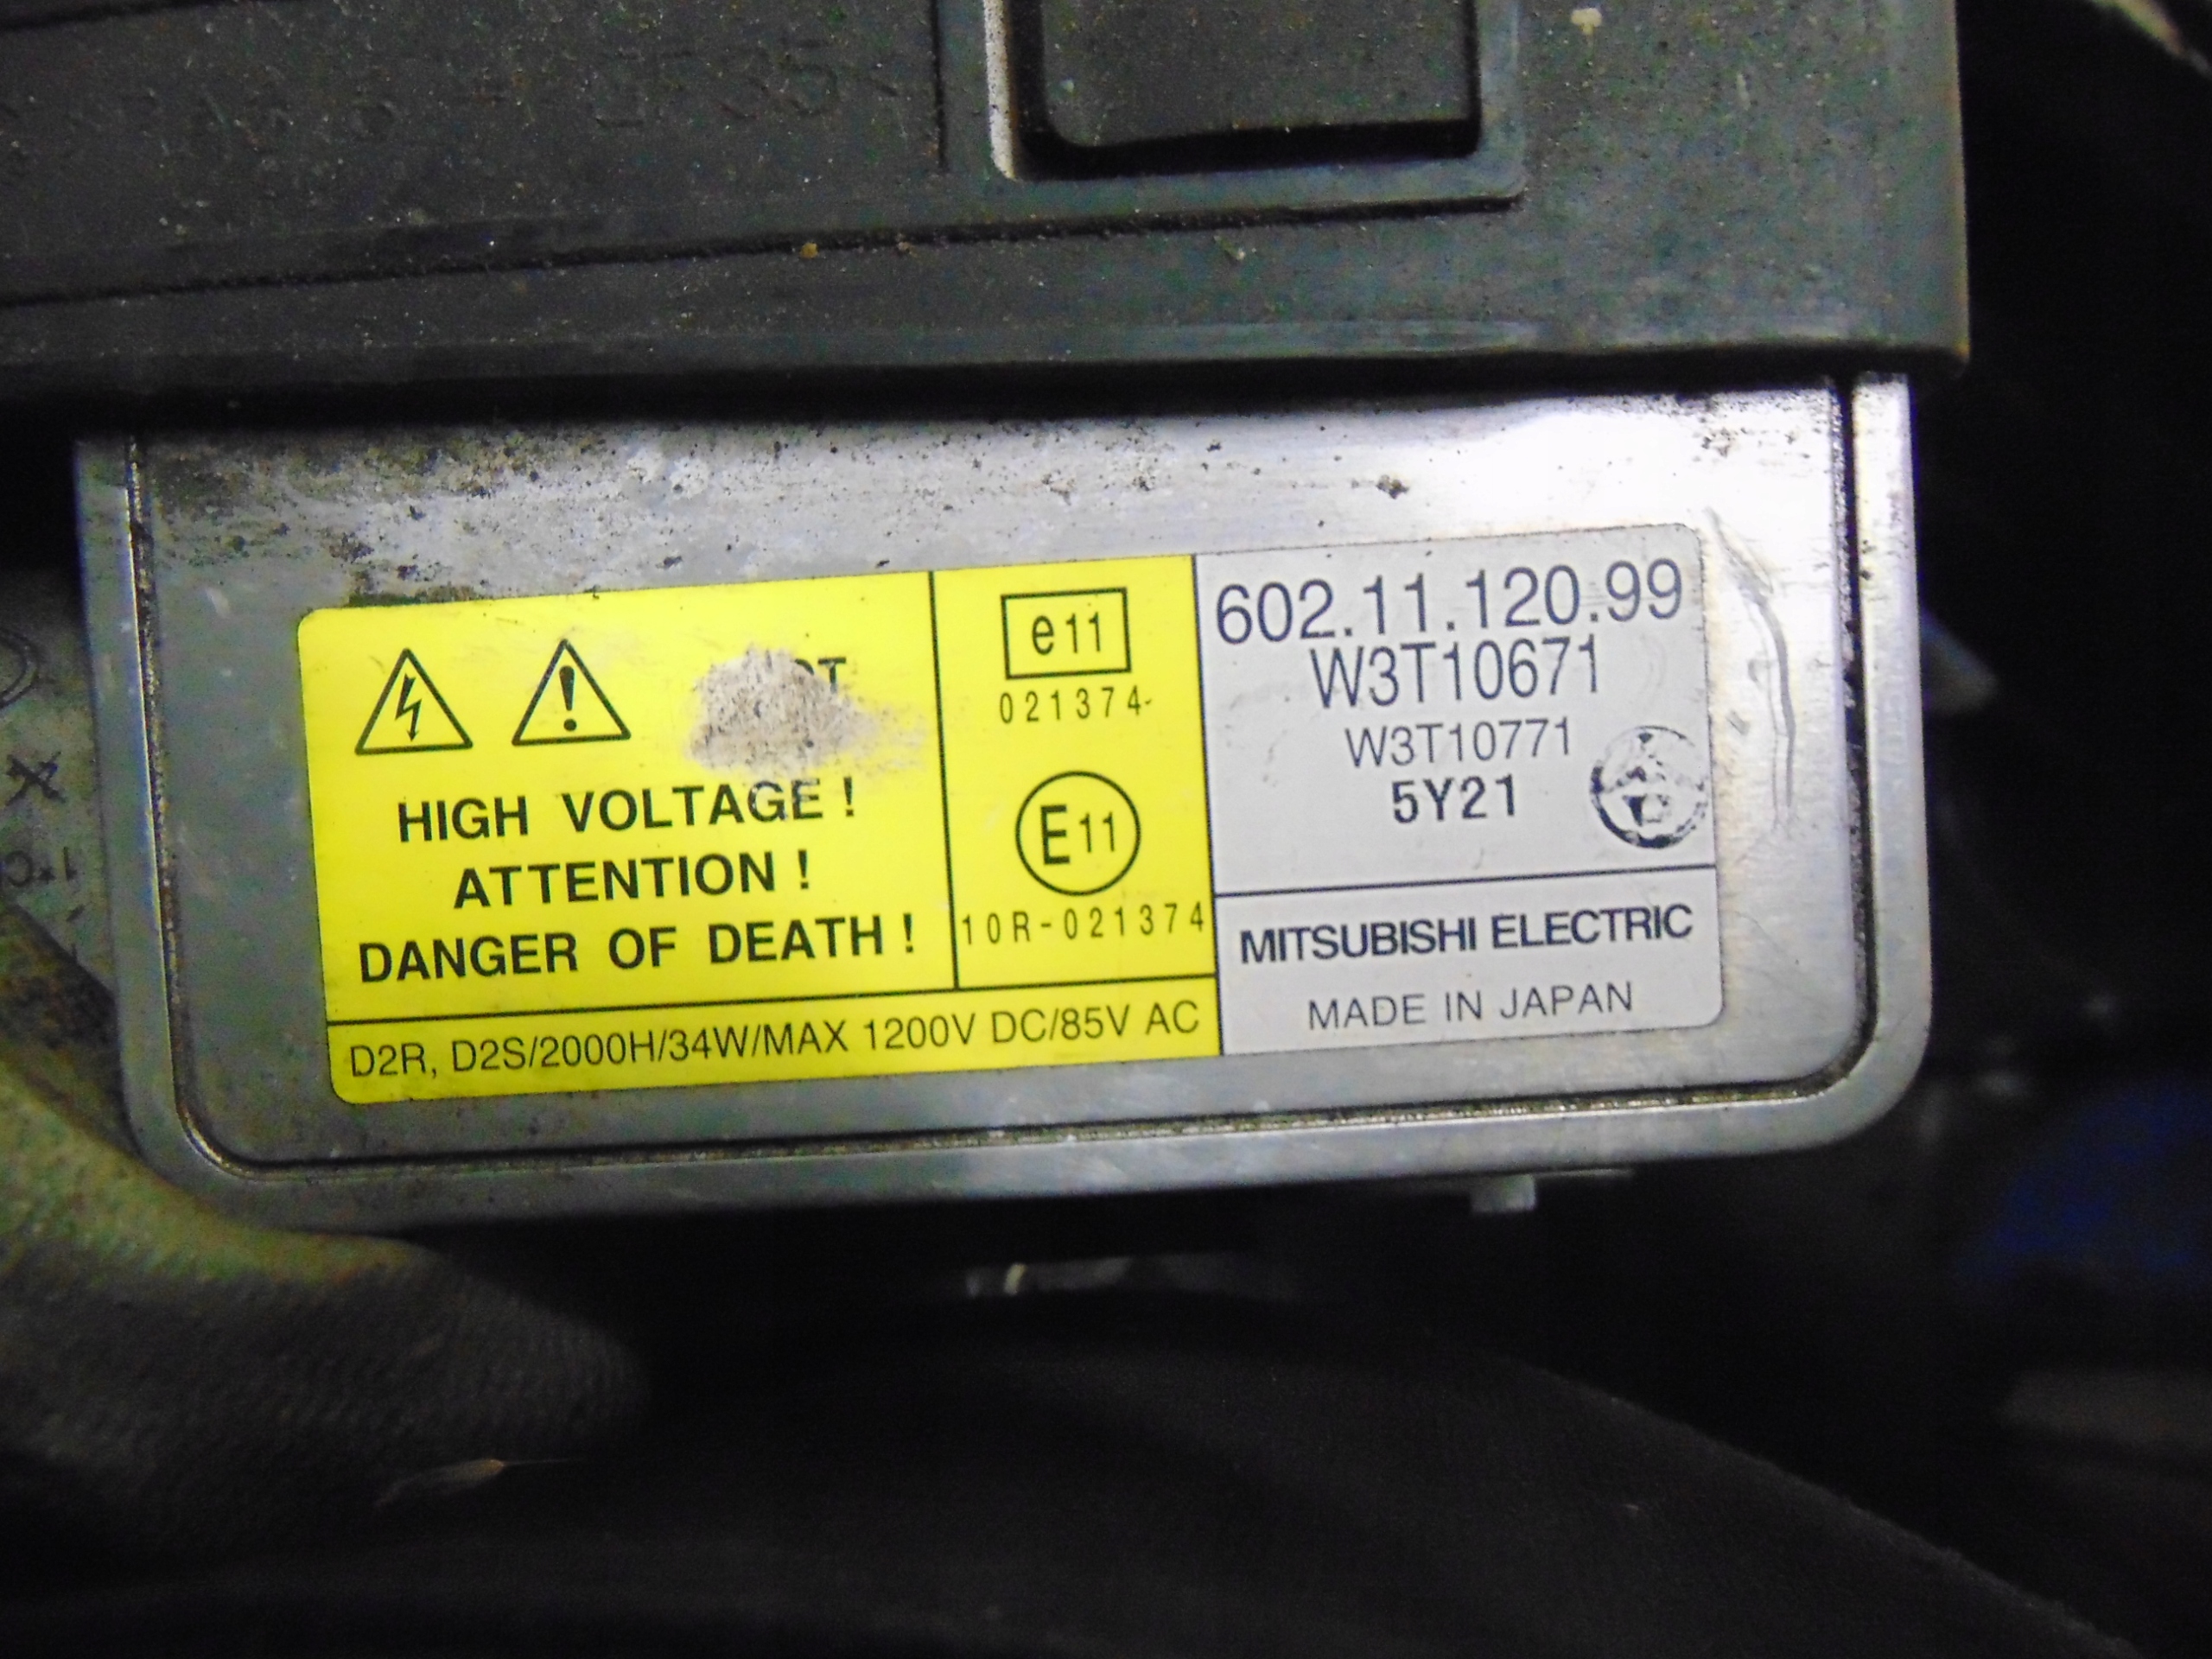 e11
021374-
HIGH VOLTAGE !
ATTENTION !
DANGER OF DEATH !
E11
10R-021374
D2R, D2S/2000H/34W/MAX 1200V DC/85V AC
602.11.120.99
W3T10671
W3T10771
5Y21
MITSUBISHI ELECTRIC
MADE IN JAPAN